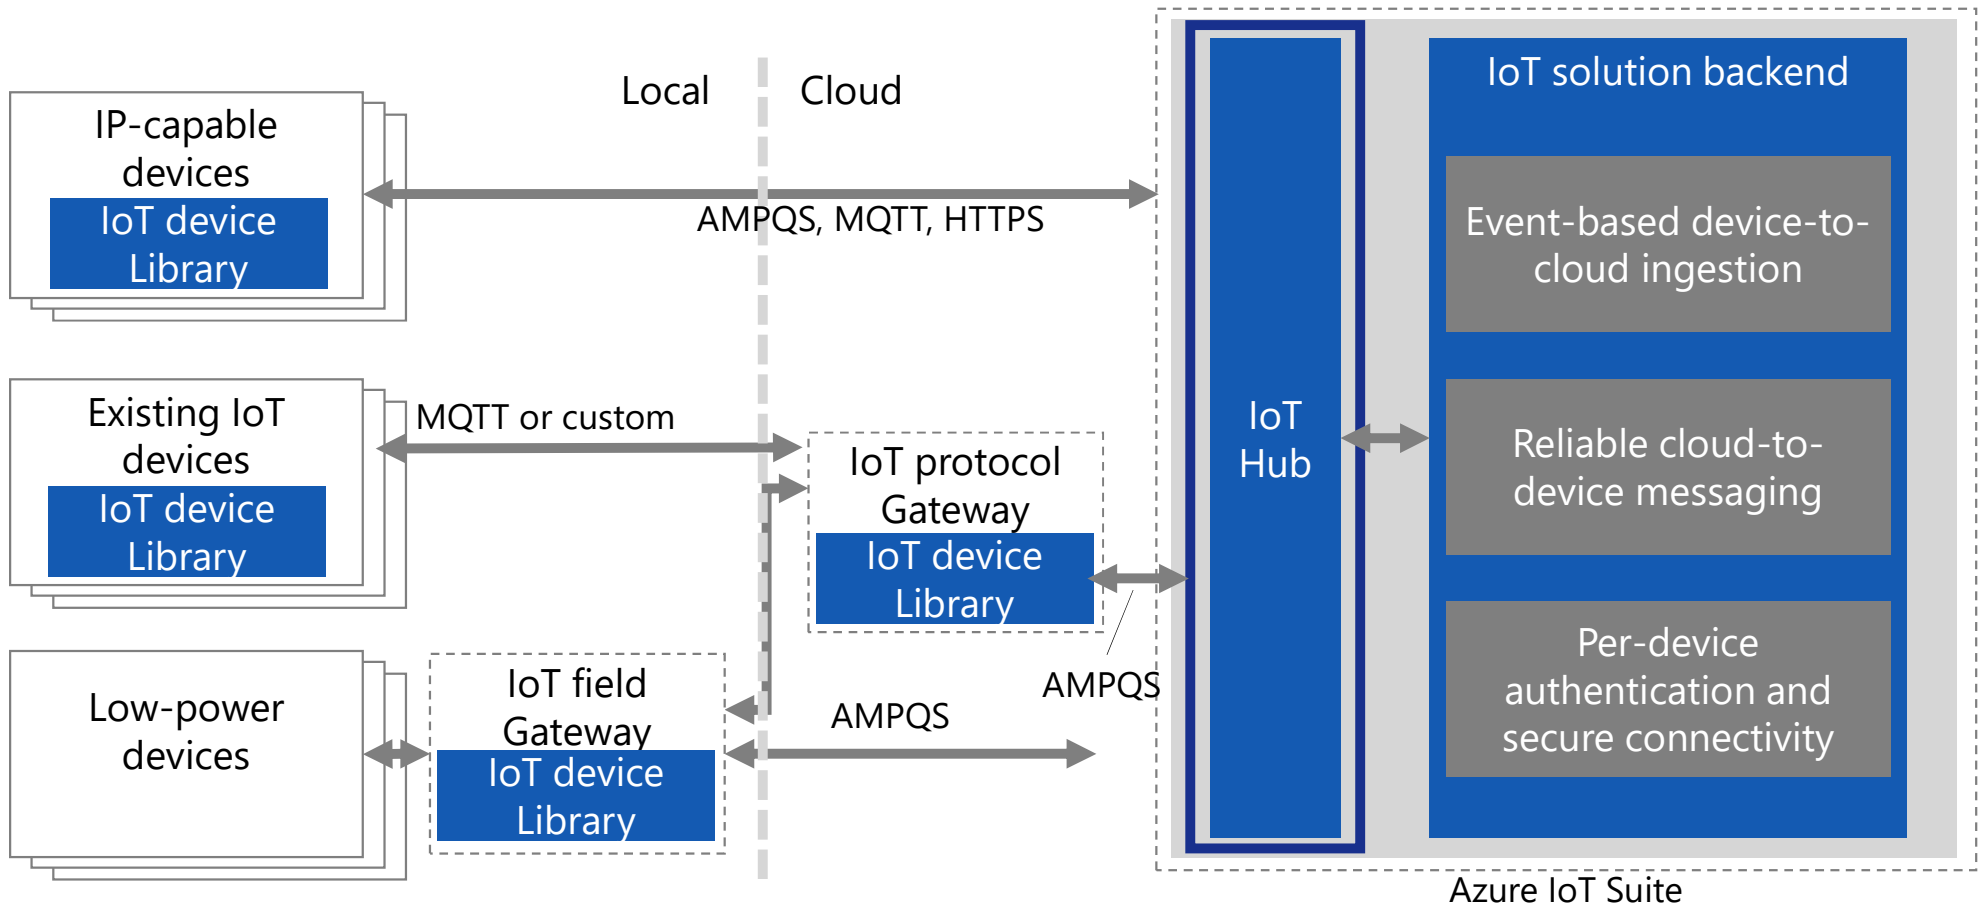 Local
Cloud
IP-capable
devices
IoT device
Library
AMPQS, MQTT, HTTPS
Existing IoT
devices
IoT device
Library
MQTT or custom
IoT protocol
Gateway
IoT device
Library
AMPQS
Low-power
devices
IoT field
Gateway
IoT device
Library
AMPQS
IoT
Hub
IoT solution backend
Event-based device-to-
cloud ingestion
Reliable cloud-to-
device messaging
Per-device
authentication and
secure connectivity
Azure IoT Suite